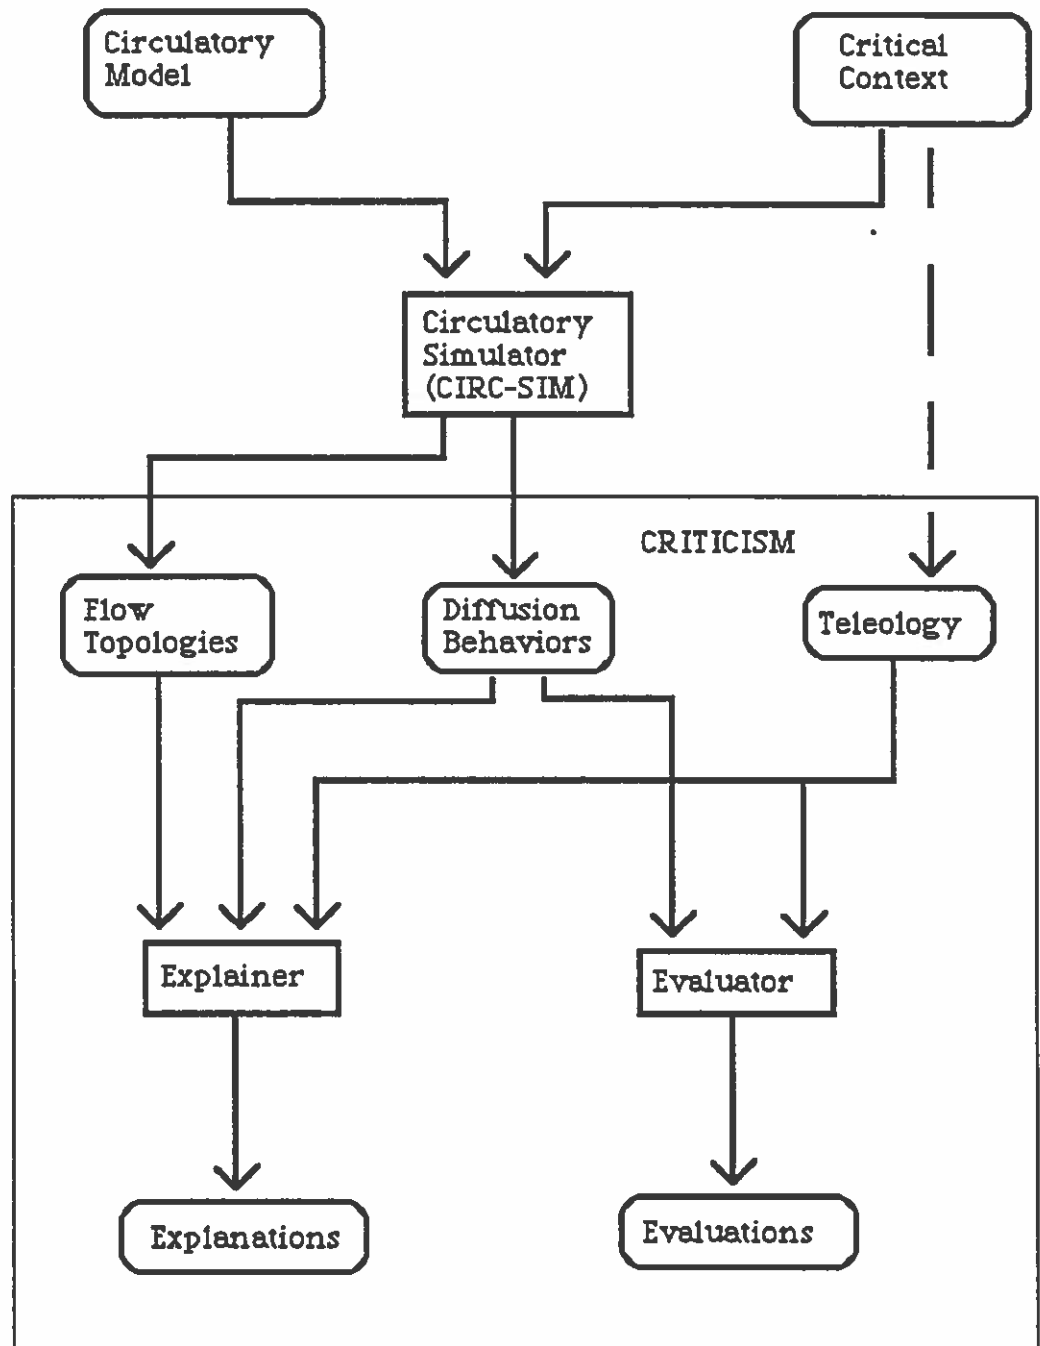 Circulatory
Model
Critical
Context
Circulatory
Simulator
(CIRC-SIM)
CRITICISM
Flow
Topologies
Diffusion
Behaviors
Teleology
Explainer
Evaluator
Explanations
Evaluations